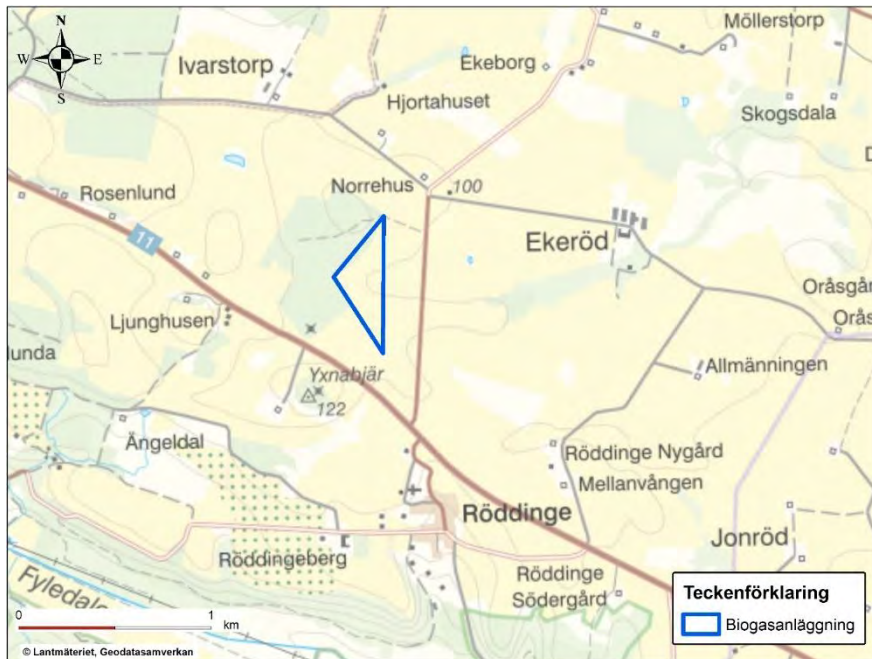 N
W E
S
Möllerstorp
Ivarstorp
Ekeborg
Hjortahuset
Skogsdala
D
D
Norrehus
100
Rosenlund
11
Ekeröd
Oråsgår
Orås
Ljunghusen
lunda
Yxnabjär
122
Allmänningen
Ängeldal
Röddinge Nygård
Mellanvången
Röddinge
Jonröd
Röddingeberg
Röddinge
Södergård
Fyledale
Teckenförklaring
Biogasanläggning
0 1
km
© Lantmäteriet, Geodatasamverkan